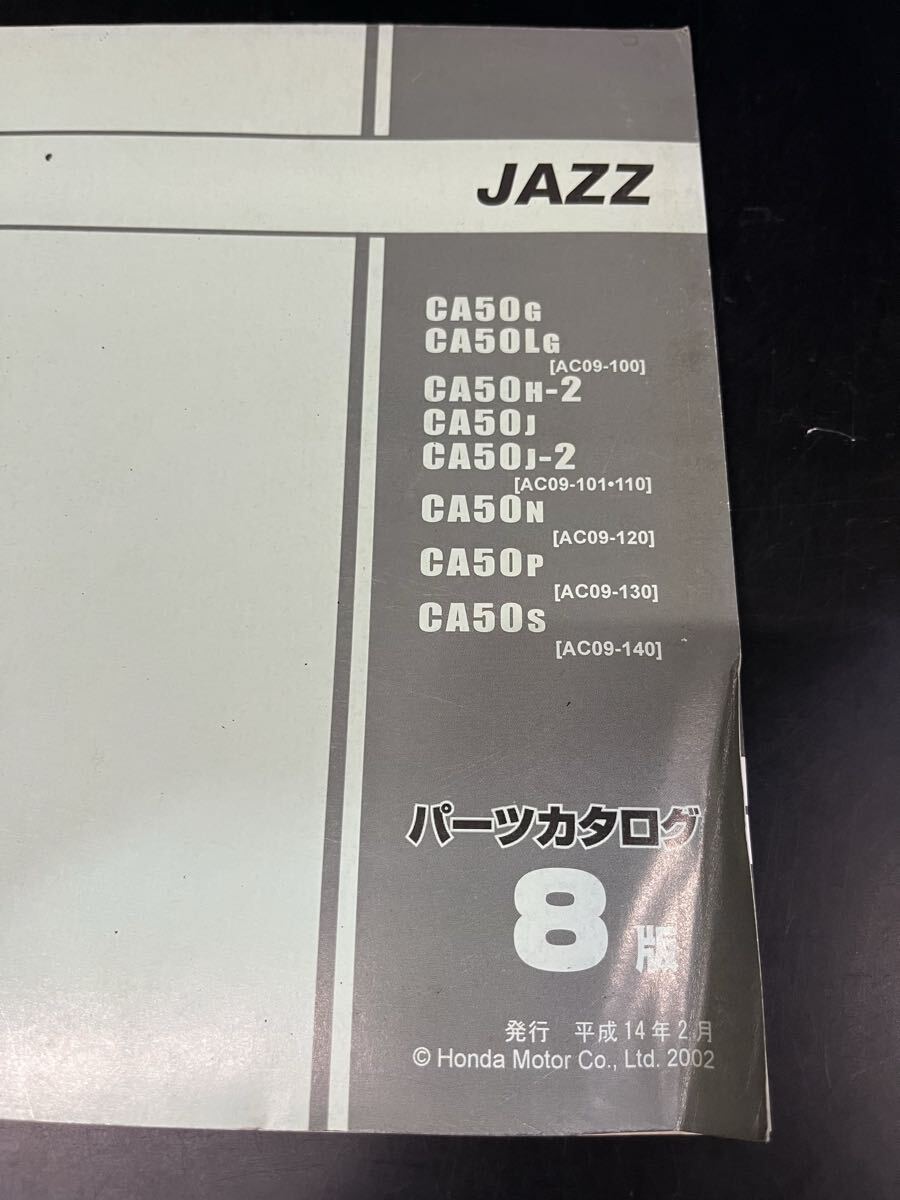 JAZZ
CA50G
CA50LG
[AC09-100]
CA50H-2
CA50J
CA50J-2
[AC09-101•110]
CA50N
[AC09-120]
CA50P
[AC09-130]
CA50S
[AC09-140]
パーツカタログ
8版
発行 平成14年2月
© Honda Motor Co., Ltd. 2002